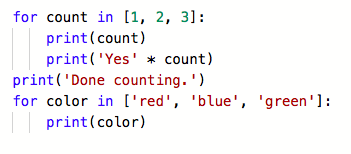 for count in [1, 2, 3]:
    print(count)
    print('Yes' * count)
print('Done counting.')
for color in ['red', 'blue', 'green']:
    print(color)